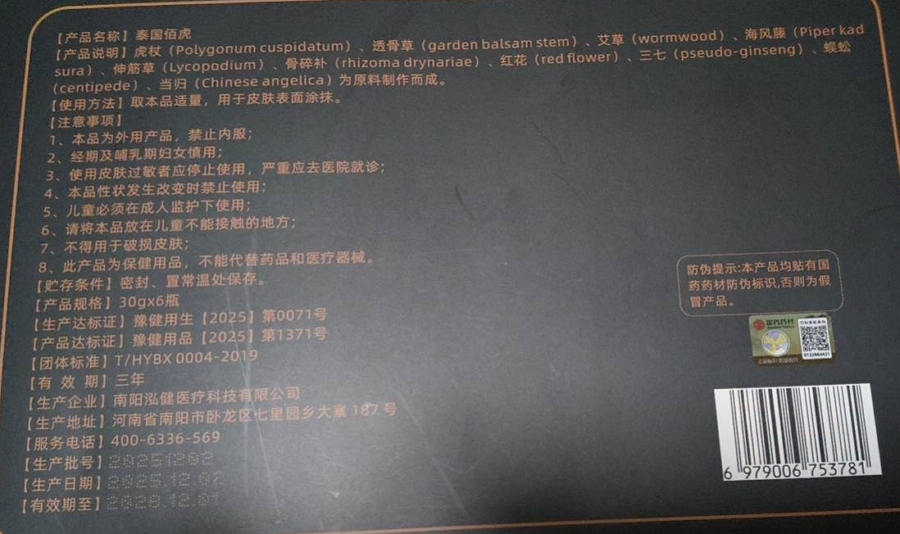 【产品名称】泰国佰虎
【产品说明】虎杖（Polygonum cuspidatum）、透骨草（garden balsam stem）、艾草（wormwood）、海风藤（Piper kad
sura）、伸筋草（Lycopodium）、骨碎补（rhizoma drynariae）、红花（red flower）、三七（pseudo-ginseng）、蜈蚣
（centipede）、当归（Chinese angelica）为原料制作而成。
【使用方法】取本品适量，用于皮肤表面涂抹。
【注意事项】
1、本品为外用产品，禁止内服；
2、经期及哺乳期妇女慎用；
3、使用皮肤过敏者应停止使用，严重应去医院就诊；
4、本品性状发生改变时禁止使用；
5、儿童必须在成人监护下使用；
6、请将本品放在儿童不能接触的地方；
7、不得用于破损皮肤；
8、此产品为保健用品，不能代替药品和医疗器械。
【贮存条件】密封、置常温处保存。
【产品规格】30gx6瓶
【生产达标证】豫健用生【2025】第0071号
【产品达标证】豫健用品【2025】第1371号
【团体标准】T/HYBX 0004-2019
【有 效 期】三年
【生产企业】南阳泓健医疗科技有限公司
【生产地址】河南省南阳市卧龙区七里园乡大寨 187 号
【服务电话】400-6336-569
【生产批号】20251202
【生产日期】2025.12.02
【有效期至】2028.12.01
防伪提示:本产品均贴有国
药药材防伪标识,否则为假
冒产品。
国药药材
6 979006 753781